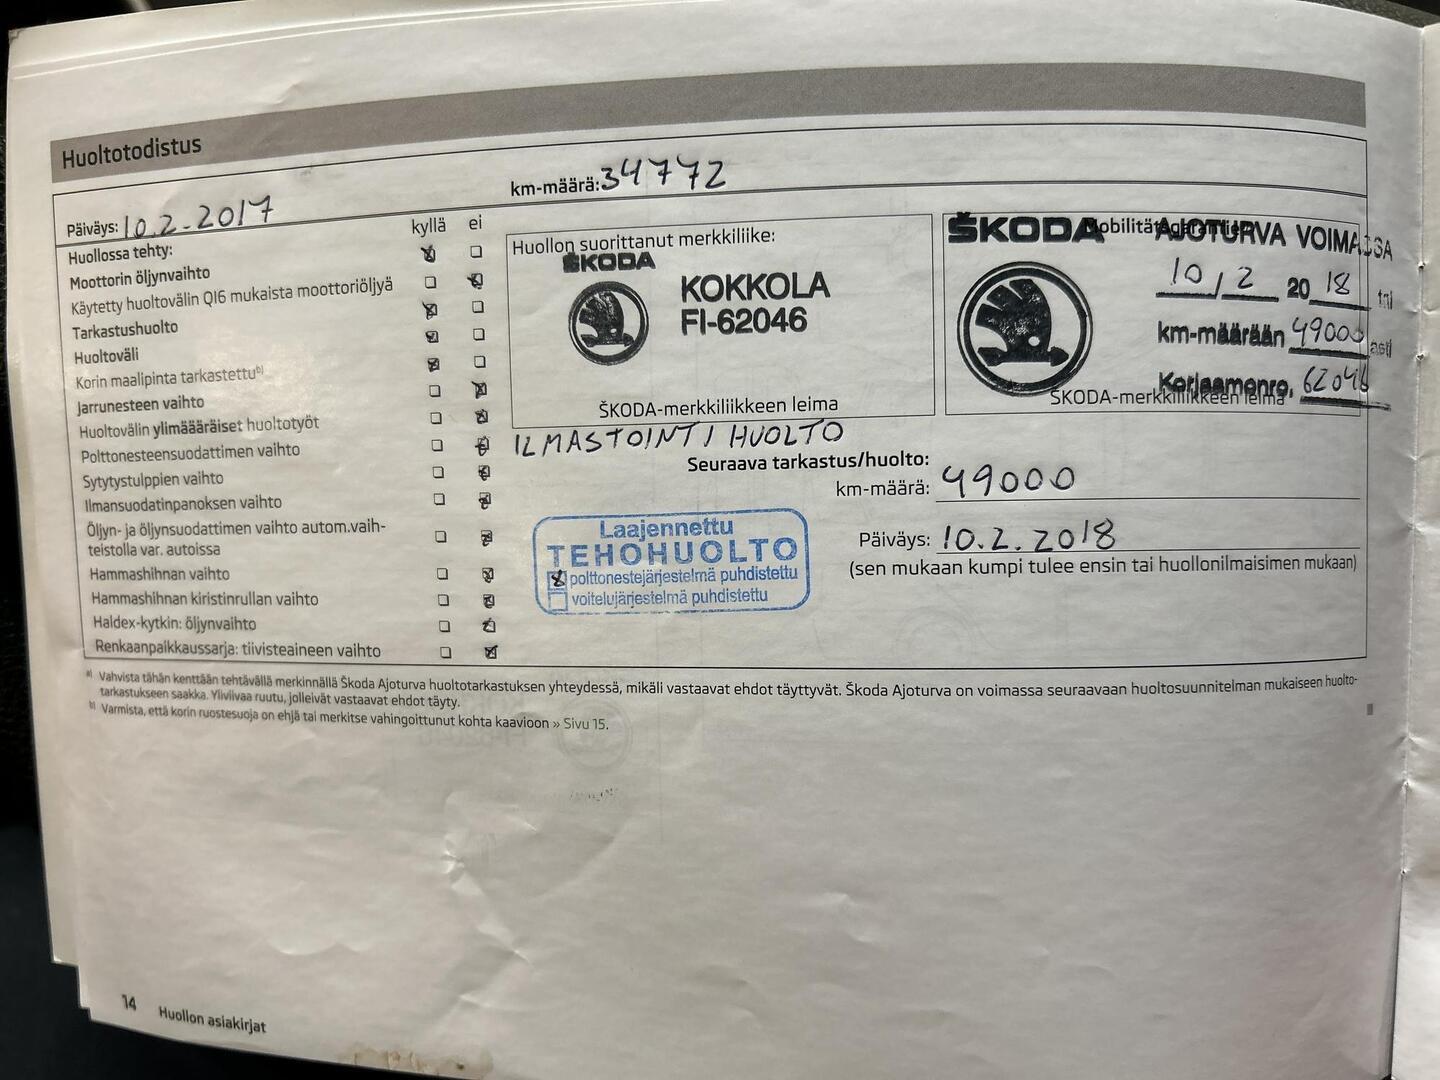 Huoltotodistus
Päiväys: 10.2.2017
km-määrä: 34772
kyllä ei
Huollossa tehty:
Moottorin öljynvaihto
Käytetty huoltovälin QI6 mukaista moottoriöljyä
Tarkastushuolto
Huoltoväli
Korin maalipinta tarkastettu b)
Jarrunesteen vaihto
Huoltovälin ylimääräiset huoltotyöt
Polttonesteensuodattimen vaihto
Sytytystulppien vaihto
Ilmansuodatinpanoksen vaihto
Öljyn- ja öljynsuodattimen vaihto autom.vaih-
teistolla var. autoissa
Hammashihnan vaihto
Hammashihnan kiristinrullan vaihto
Haldex-kytkin: öljynvaihto
Renkaanpaikkaussarja: tiivisteaineen vaihto
Huollon suorittanut merkkiliike:
ŠKODA
KOKKOLA
FI-62046
ŠKODA-merkkiliikkeen leima
ŠKODA AJOTURVA VOIMASSA
10/2 2018
km-määrään 49000 asti
Korjaamonro. 62046
ŠKODA-merkkiliikkeen leima
ILMASTOINTI HUOLTO
Seuraava tarkastus/huolto:
km-määrä: 49000
Päiväys: 10.2.2018
(sen mukaan kumpi tulee ensin tai huollonilmaisimen mukaan)
Laajennettu
TEHOHUOLTO
polttonestejärjestelmä puhdistettu
voitelujärjestelmä puhdistettu
a) Vahvista tähän kenttään tehtävällä merkinnällä Škoda Ajoturva huoltotarkastuksen yhteydessä, mikäli vastaavat ehdot täyttyvät. Škoda Ajoturva on voimassa seuraavaan huoltosuunnitelman mukaiseen huolto-
tarkastukseen saakka. Yliviivaa ruutu, jolleivät vastaavat ehdot täyty.
b) Varmista, että korin ruostesuoja on ehjä tai merkitse vahingoittunut kohta kaavioon » Sivu 15.
14 Huollon asiakirjat